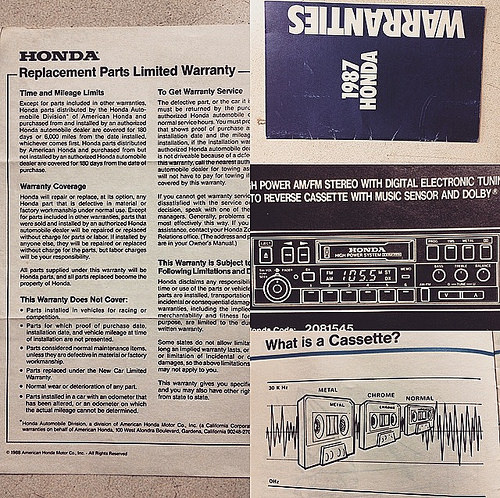 HONDA
Replacement Parts Limited Warranty
Time and Mileage Limits
Except for parts included in other warranties,
Honda parts distributed by the Honda Auto-
mobile Division* of American Honda and
purchased from and installed by an authorized
Honda automobile dealer are covered for 180
days or 6,000 miles from the date installed,
whichever comes first. Honda parts distributed
by American Honda and purchased from but
not installed by an authorized Honda automobile
dealer are covered for 180 days from the date of
purchase.
Warranty Coverage
Honda will repair or replace, at its option, any
Honda part that is defective in material or
factory workmanship under normal use. Except
for parts included in other warranties, parts that
were sold and installed by an authorized Honda
automobile dealer will be repaired or replaced
without charge for parts or labor. If installed by
anyone else, they will be repaired or replaced
without charge for the parts, but labor charges
will be your responsibility.
All parts supplied under this warranty will be
Honda parts, and all parts replaced become the
property of Honda.
This Warranty Does Not Cover:
• Parts installed in vehicles for racing or
competition.
• Parts for which proof of purchase date,
installation date, and vehicle mileage at time
of installation are not presented.
• Parts considered normal maintenance items,
unless they are defective in material or factory
workmanship.
• Parts replaced under the New Car Limited
Warranty.
• Normal wear or deterioration of any part.
• Parts installed in a car with an odometer that
has been altered, or an odometer on which
the actual mileage cannot be determined.
To Get Warranty Service
The defective part, or the car it
must be returned by the purc
authorized Honda automobile d
normal service hours. You must pro
that shows proof of purchase a
installation date and the mileag
installation, if the installation was
authorized Honda automobile dea
is not driveable because of a defe
this warranty, call the nearest auth
automobile dealer for towing as
will not have to pay for towing if
covered by this warranty.
If you cannot get warranty servic
dissatisfied with the service o
decision, speak with one of the
managers. Generally, problems c
most effectively this way. If you
assistance, contact your Honda Zo
Relations office. (The address and p
are in your Owner's Manual.)
This Warranty is Subject to
Following Limitations and D
Honda disclaims any responsibi
time or use of the parts or vehicle
parts are installed, transportation
incidental or consequential damag
warranties, including the implied
merchantability and fitness for
purpose, are limited to the dur
written warranty.
Some states do not allow limita
long an implied warranty lasts, or
or limitation of incidental or c
damages, so the above limitations
may not apply to you.
This warranty gives you specific
and you may also have other righ
from state to state.
*Honda Automobile Division, a division of American Honda Motor Co., Inc. (a California Corpora
warranties on behalf of American Honda, 100 West Alondra Boulevard, Gardena, California 90248-270
© 1986 American Honda Motor Co., Inc. - All Rights Reserved
WARRANTIES
1987
HONDA
H POWER AM/FM STEREO WITH DIGITAL ELECTRONIC TUNIN
TO REVERSE CASSETTE WITH MUSIC SENSOR AND DOLBY®
HONDA
HIGH POWER SYSTEM
FM 105.5 ST
BASS TREBLE BALANCE
onda Code: 2081545
What is a Cassette?
30 K Hz
METAL
CHROME
NORMAL
METAL
CHROME
NORMAL
0Hz